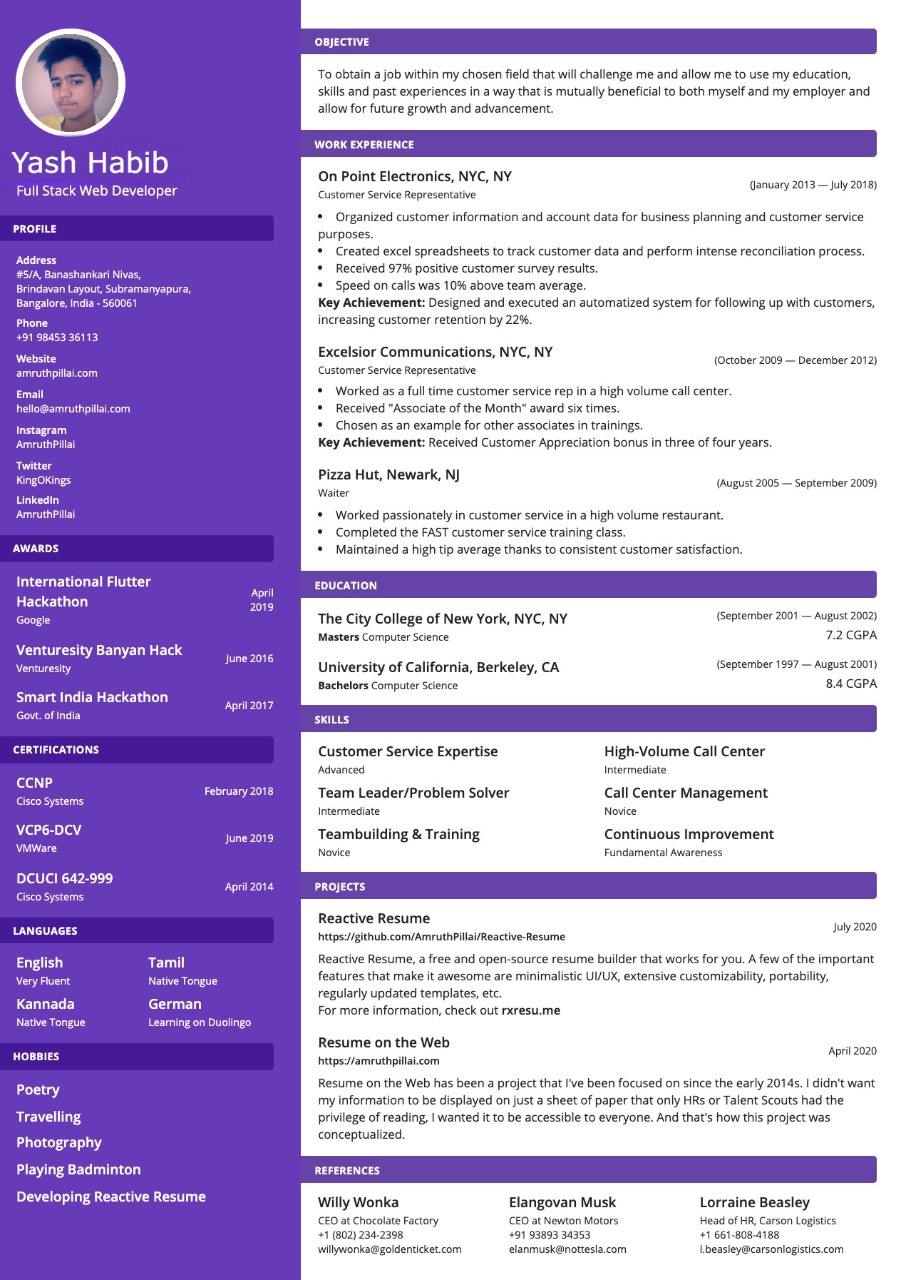 Yash Habib
Full Stack Web Developer
PROFILE
Address
#5/A, Banashankari Nivas,
Brindavan Layout, Subramanyapura,
Bangalore, India - 560061
Phone
+91 98453 36113
Website
amruthpillai.com
Email
hello@amruthpillai.com
Instagram
AmruthPillai
Twitter
KingOKings
LinkedIn
AmruthPillai
AWARDS
International Flutter
Hackathon
Google
April
2019
Venturesity Banyan Hack
Venturesity
June 2016
Smart India Hackathon
Govt. of India
April 2017
CERTIFICATIONS
CCNP
Cisco Systems
February 2018
VCP6-DCV
VMWare
June 2019
DCUCI 642-999
Cisco Systems
April 2014
LANGUAGES
English
Very Fluent
Tamil
Native Tongue
Kannada
Native Tongue
German
Learning on Duolingo
HOBBIES
Poetry
Travelling
Photography
Playing Badminton
Developing Reactive Resume
OBJECTIVE
To obtain a job within my chosen field that will challenge me and allow me to use my education,
skills and past experiences in a way that is mutually beneficial to both myself and my employer and
allow for future growth and advancement.
WORK EXPERIENCE
On Point Electronics, NYC, NY
Customer Service Representative
(January 2013 — July 2018)
• Organized customer information and account data for business planning and customer service
purposes.
• Created excel spreadsheets to track customer data and perform intense reconciliation process.
• Received 97% positive customer survey results.
• Speed on calls was 10% above team average.
Key Achievement: Designed and executed an automatized system for following up with customers,
increasing customer retention by 22%.
Excelsior Communications, NYC, NY
Customer Service Representative
(October 2009 — December 2012)
• Worked as a full time customer service rep in a high volume call center.
• Received "Associate of the Month" award six times.
• Chosen as an example for other associates in trainings.
Key Achievement: Received Customer Appreciation bonus in three of four years.
Pizza Hut, Newark, NJ
Waiter
(August 2005 — September 2009)
• Worked passionately in customer service in a high volume restaurant.
• Completed the FAST customer service training class.
• Maintained a high tip average thanks to consistent customer satisfaction.
EDUCATION
The City College of New York, NYC, NY
Masters Computer Science
(September 2001 — August 2002)
7.2 CGPA
University of California, Berkeley, CA
Bachelors Computer Science
(September 1997 — August 2001)
8.4 CGPA
SKILLS
Customer Service Expertise
Advanced
High-Volume Call Center
Intermediate
Team Leader/Problem Solver
Intermediate
Call Center Management
Novice
Teambuilding & Training
Novice
Continuous Improvement
Fundamental Awareness
PROJECTS
Reactive Resume
https://github.com/AmruthPillai/Reactive-Resume
July 2020
Reactive Resume, a free and open-source resume builder that works for you. A few of the important
features that make it awesome are minimalistic UI/UX, extensive customizability, portability,
regularly updated templates, etc.
For more information, check out rxresu.me
Resume on the Web
https://amruthpillai.com
April 2020
Resume on the Web has been a project that I've been focused on since the early 2014s. I didn't want
my information to be displayed on just a sheet of paper that only HRs or Talent Scouts had the
privilege of reading, I wanted it to be accessible to everyone. And that's how this project was
conceptualized.
REFERENCES
Willy Wonka
CEO at Chocolate Factory
+1 (802) 234-2398
willywonka@goldenticket.com
Elangovan Musk
CEO at Newton Motors
+91 93893 34353
elanmusk@nottesla.com
Lorraine Beasley
Head of HR, Carson Logistics
+1 661-808-4188
l.beasley@carsonlogistics.com